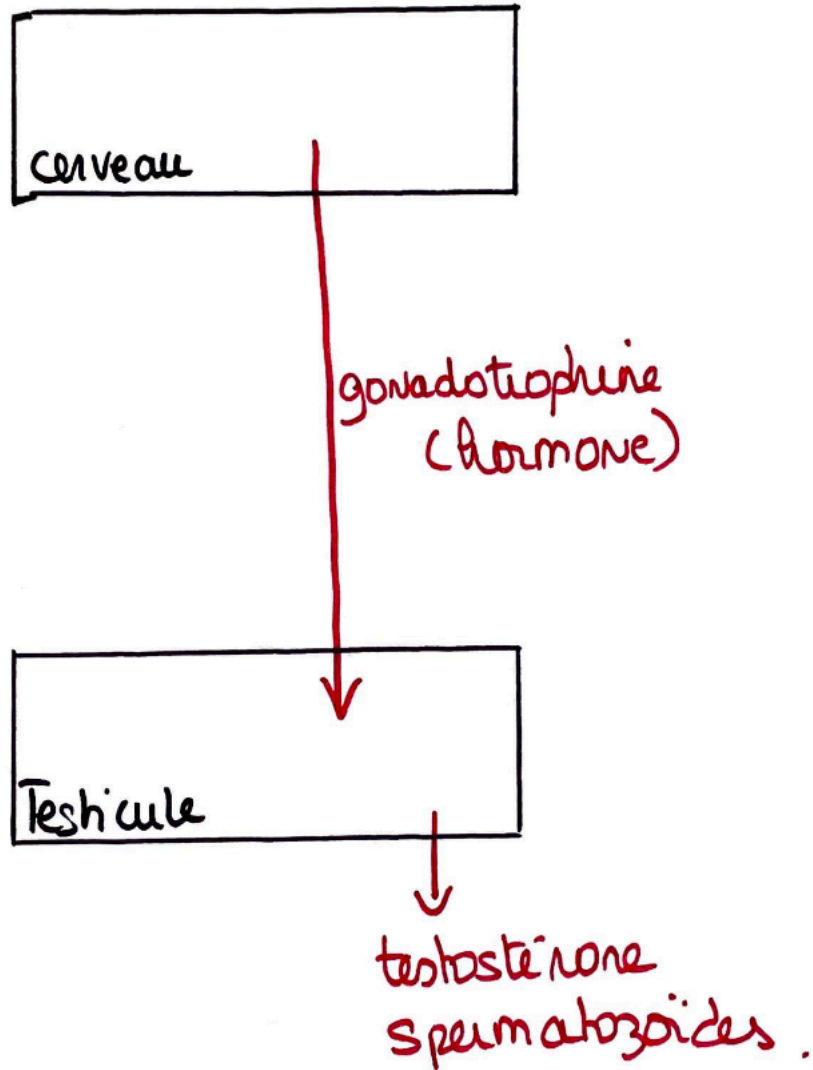 cerveau
gonadotrophine
(hormone)
Testicule
testostérone
spermatozoïdes.